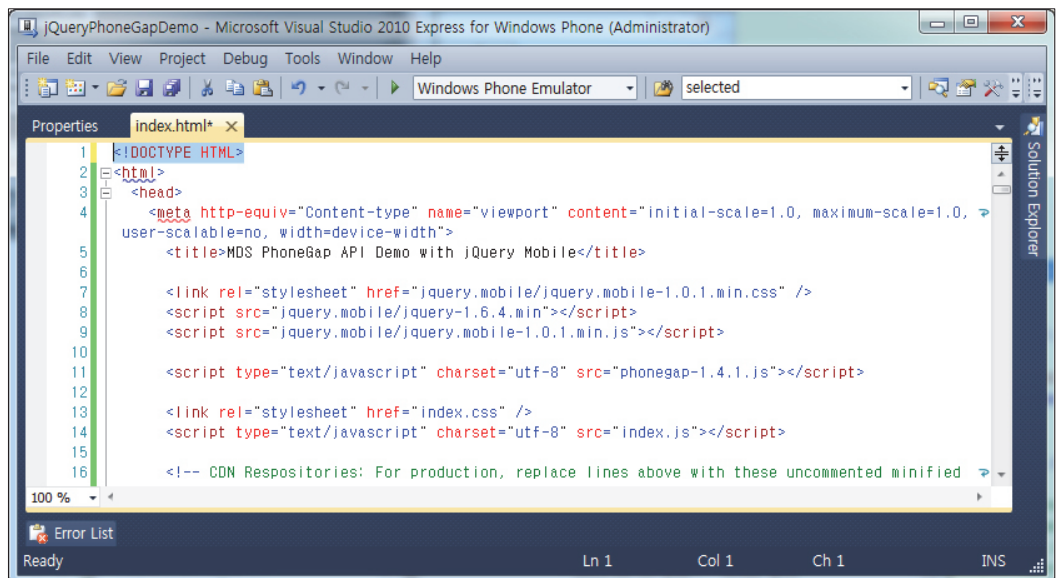 jQueryPhoneGapDemo - Microsoft Visual Studio 2010 Express for Windows Phone (Administrator)
File Edit View Project Debug Tools Window Help
Windows Phone Emulator selected
Properties index.html*
Solution Explorer
1 <!DOCTYPE HTML>
2 <html>
3 <head>
4 <meta http-equiv="Content-type" name="viewport" content="initial-scale=1.0, maximum-scale=1.0,
user-scalable=no, width=device-width">
5 <title>MDS PhoneGap API Demo with jQuery Mobile</title>
6
7 <link rel="stylesheet" href="jquery.mobile/jquery.mobile-1.0.1.min.css" />
8 <script src="jquery.mobile/jquery-1.6.4.min"></script>
9 <script src="jquery.mobile/jquery.mobile-1.0.1.min.js"></script>
10
11 <script type="text/javascript" charset="utf-8" src="phonegap-1.4.1.js"></script>
12
13 <link rel="stylesheet" href="index.css" />
14 <script type="text/javascript" charset="utf-8" src="index.js"></script>
15
16 <!-- CDN Respositories: For production, replace lines above with these uncommented minified
100 %
Error List
Ready Ln 1 Col 1 Ch 1 INS